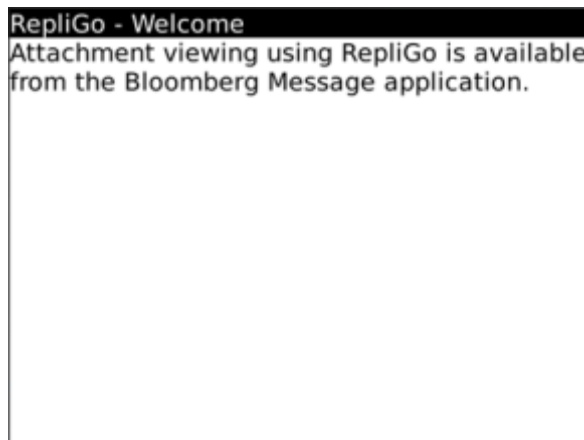 RepliGo - Welcome
Attachment viewing using RepliGo is available
from the Bloomberg Message application.